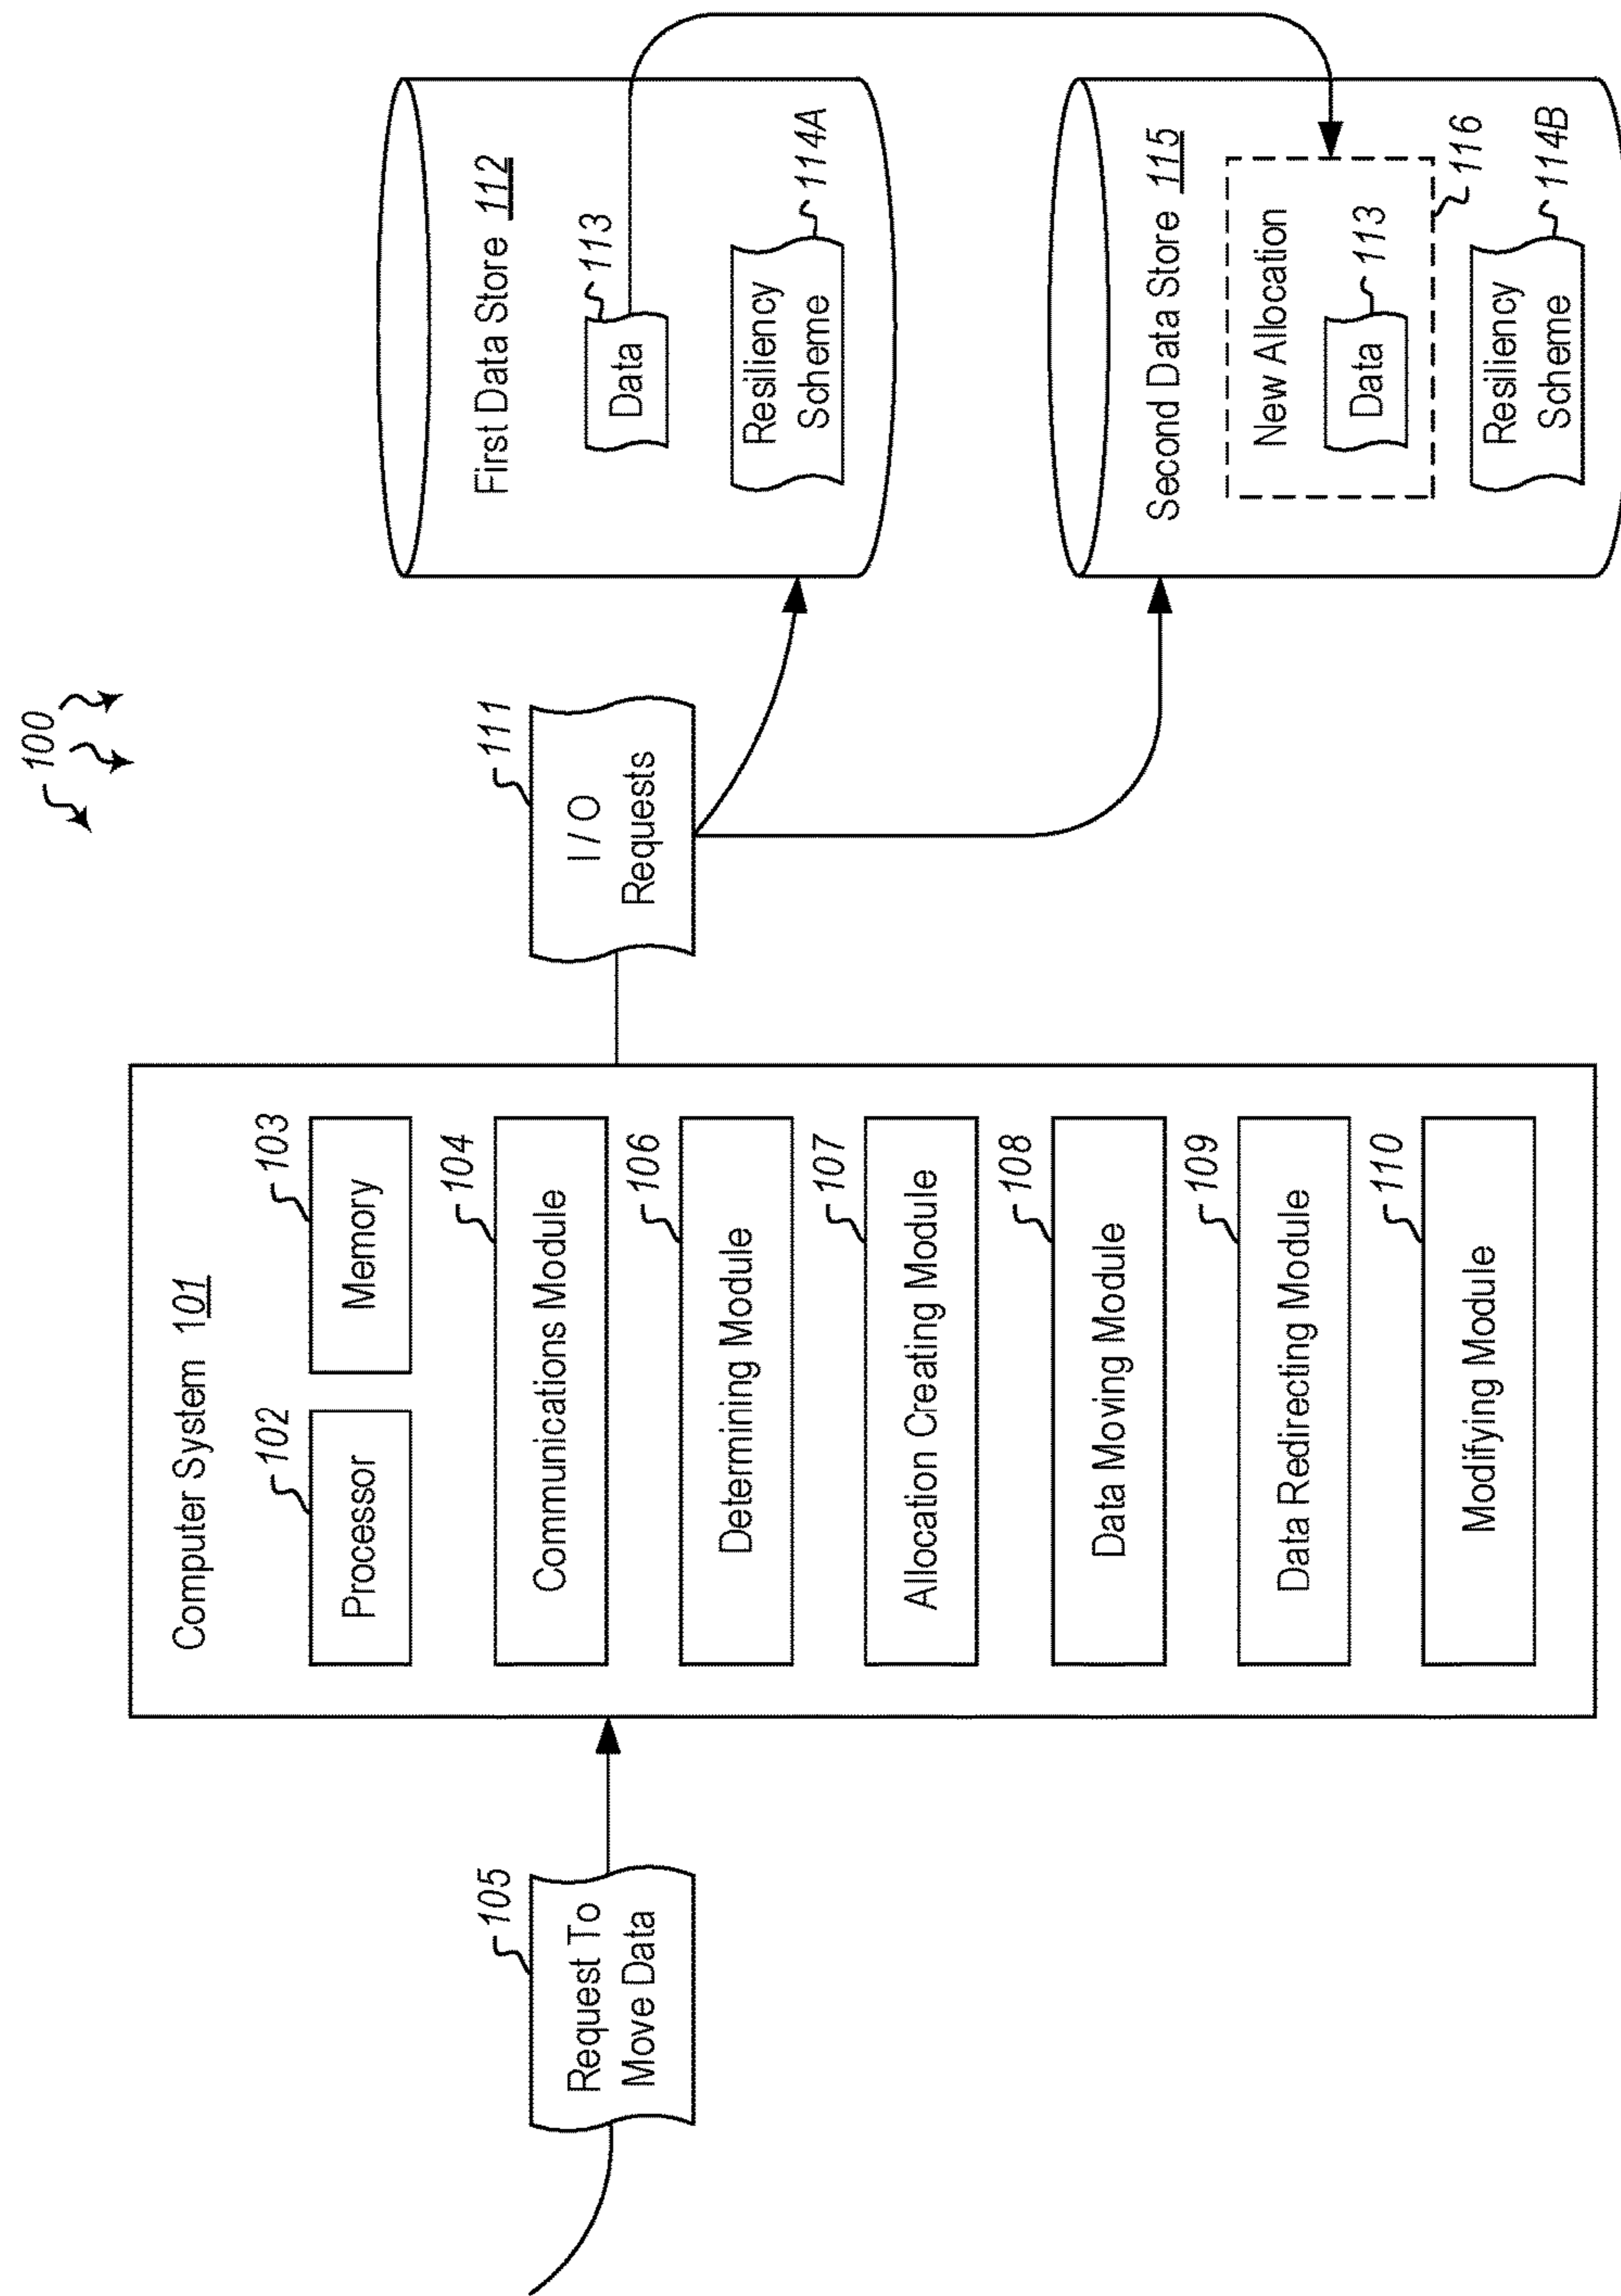 100
Computer System 101
102
Processor
103
Memory
104
Communications Module
106
Determining Module
107
Allocation Creating Module
108
Data Moving Module
109
Data Redirecting Module
110
Modifying Module
105
Request To
Move Data
111
I / O
Requests
First Data Store 112
113
Data
114A
Resiliency
Scheme
Second Data Store 115
New Allocation
113
Data
116
114B
Resiliency
Scheme